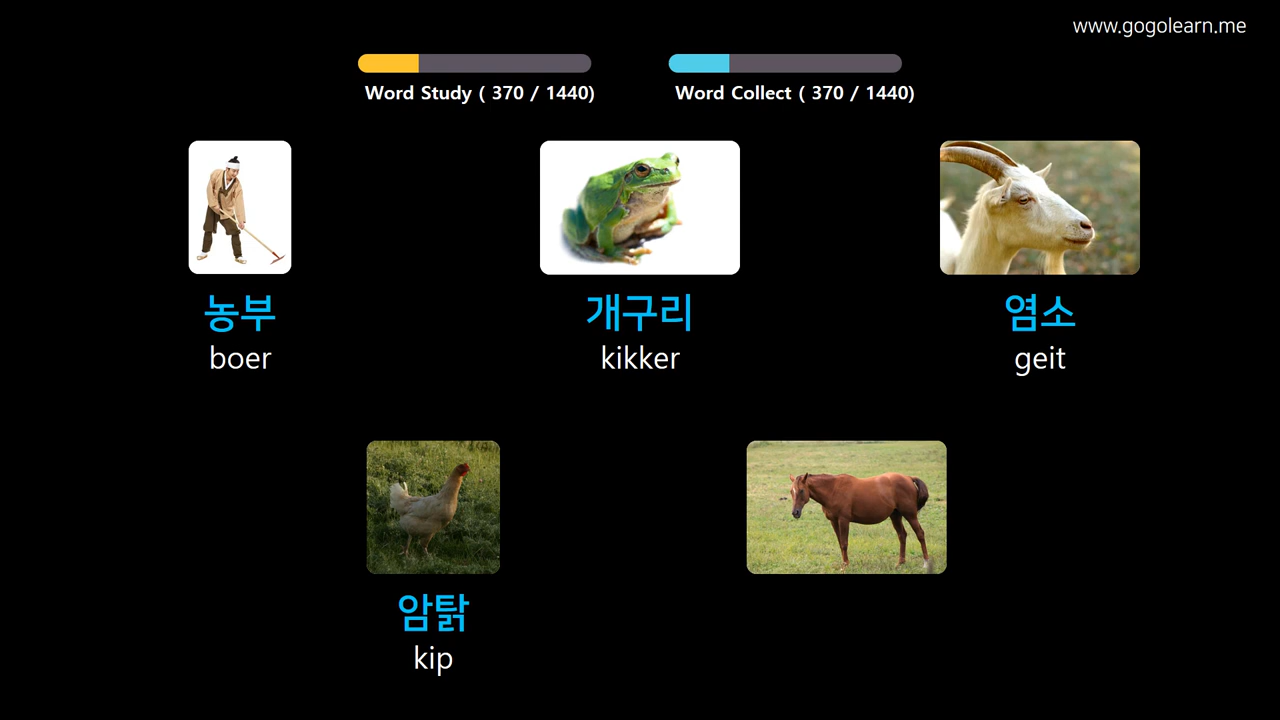 www.gogolearn.me
Word Study ( 370 / 1440)
Word Collect ( 370 / 1440)
농부
boer
개구리
kikker
염소
geit
암탉
kip